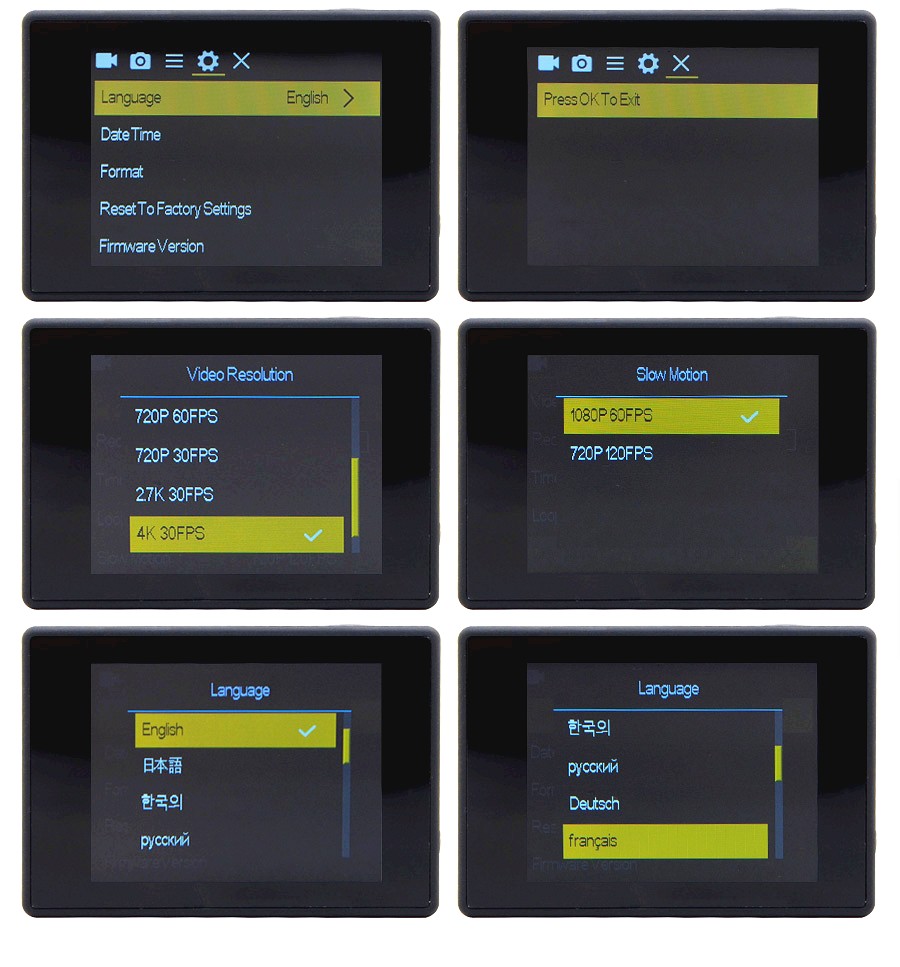 Language English
Date Time
Format
Reset To Factory Settings
Firmware Version
Press OK To Exit
Video Resolution
720P 60FPS
720P 30FPS
2.7K 30FPS
4K 30FPS
Slow Motion
1080P 60FPS
720P 120FPS
Language
English
日本語
한국의
русский
Language
한국의
русский
Deutsch
français
Firmware Version